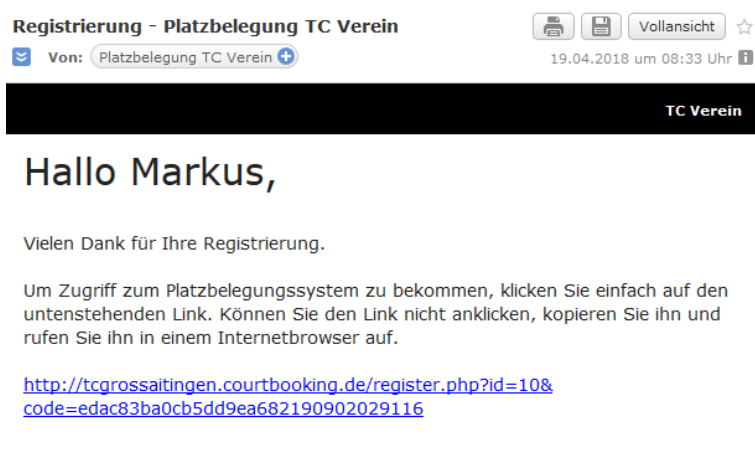 Registrierung - Platzbelegung TC Verein
Vollansicht
Von: Platzbelegung TC Verein
19.04.2018 um 08:33 Uhr
TC Verein
Hallo Markus,
Vielen Dank für Ihre Registrierung.
Um Zugriff zum Platzbelegungssystem zu bekommen, klicken Sie einfach auf den
untenstehenden Link. Können Sie den Link nicht anklicken, kopieren Sie ihn und
rufen Sie ihn in einem Internetbrowser auf.
http://tcgrossaitingen.courtbooking.de/register.php?id=10&
code=edac83ba0cb5dd9ea682190902029116